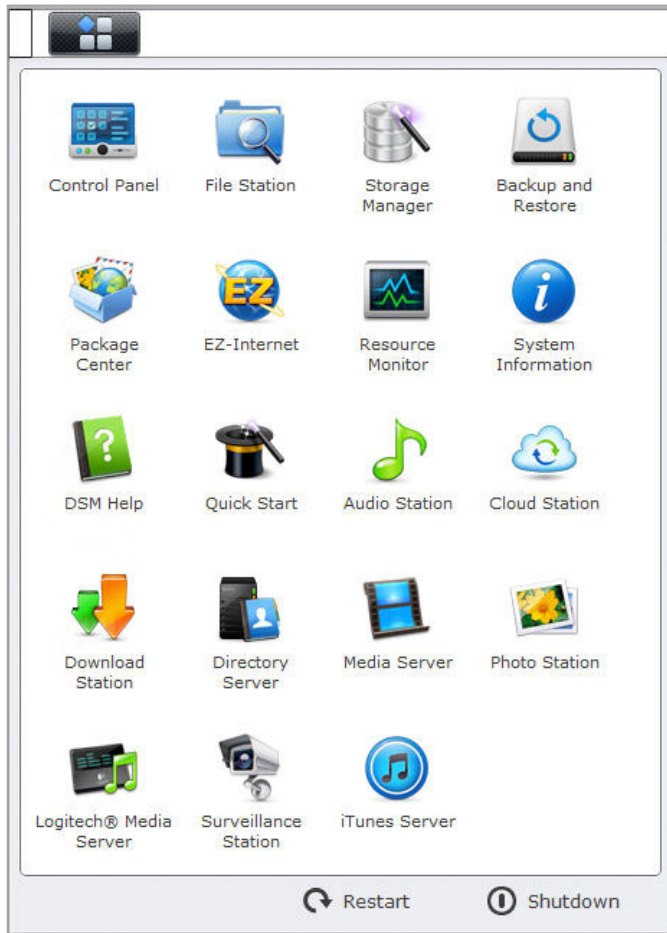 Control Panel
File Station
Storage
Manager
Backup and
Restore
Package
Center
EZ
EZ-Internet
Resource
Monitor
i
System
Information
?
DSM Help
Quick Start
Audio Station
Cloud Station
Download
Station
Directory
Server
Media Server
Photo Station
Logitech® Media
Server
Surveillance
Station
iTunes Server
Restart
Shutdown